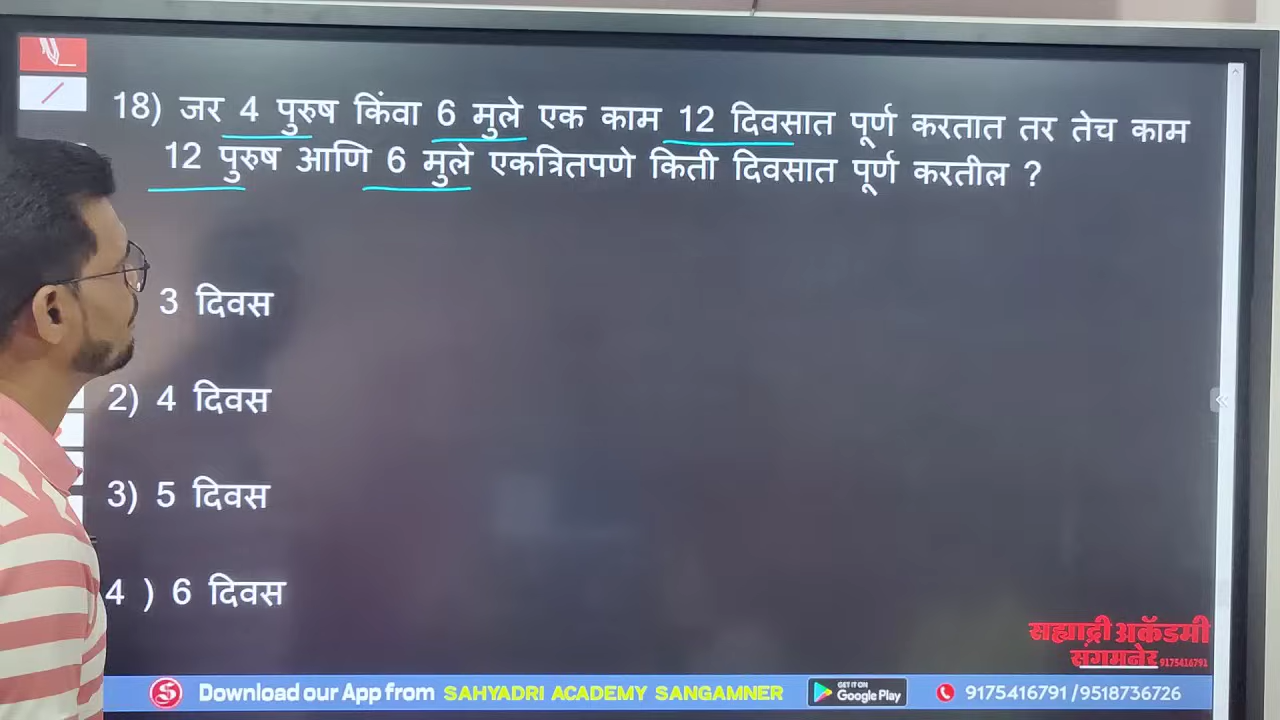 18) जर 4 पुरुष किंवा 6 मुले एक काम 12 दिवसात पूर्ण करतात तर तेच काम
12 पुरुष आणि 6 मुले एकत्रितपणे किती दिवसात पूर्ण करतील ?
3 दिवस
2) 4 दिवस
3) 5 दिवस
4 ) 6 दिवस
सह्याद्री अकॅडमी
संगमनेर 9175416791
Download our App from SAHYADRI ACADEMY SANGAMNER GET IT ON Google Play 9175416791 /9518736726